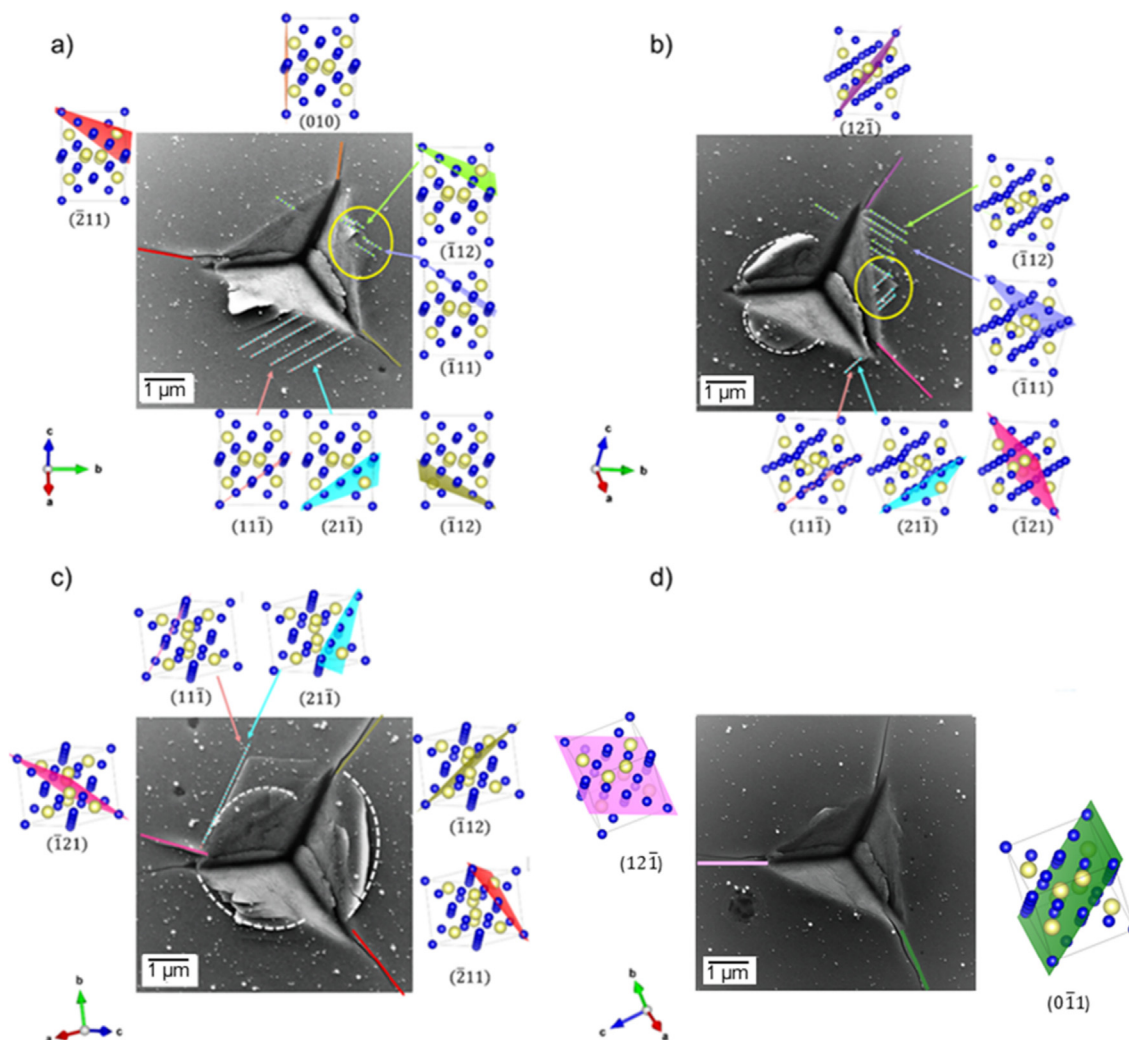 a)
b)
(010)
(121̄)
(2̄11)
(1̄12)
(1̄12)
(1̄11)
(1̄11)
1 μm
1 μm
c
b
a
(111̄)
(211̄)
(1̄12)
c
b
a
(111̄)
(211̄)
(1̄21)
c)
d)
(111̄)
(211̄)
(1̄21)
(1̄12)
(121̄)
(2̄11)
(01̄1)
1 μm
1 μm
b
a
c
b
c
a